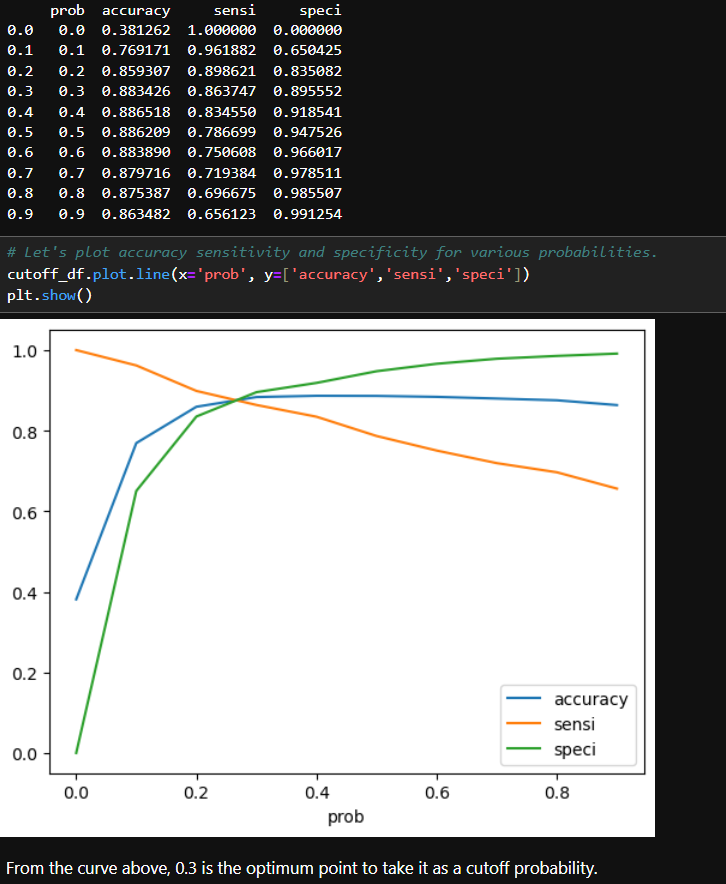 prob accuracy sensi speci
0.0 0.0 0.381262 1.000000 0.000000
0.1 0.1 0.769171 0.961882 0.650425
0.2 0.2 0.859307 0.898621 0.835082
0.3 0.3 0.883426 0.863747 0.895552
0.4 0.4 0.886518 0.834550 0.918541
0.5 0.5 0.886209 0.786699 0.947526
0.6 0.6 0.883890 0.750608 0.966017
0.7 0.7 0.879716 0.719384 0.978511
0.8 0.8 0.875387 0.696675 0.985507
0.9 0.9 0.863482 0.656123 0.991254
# Let's plot accuracy sensitivity and specificity for various probabilities.
cutoff_df.plot.line(x='prob', y=['accuracy','sensi','speci'])
plt.show()
1.0
0.8
0.6
0.4
0.2
0.0
accuracy
sensi
speci
0.0 0.2 0.4 0.6 0.8
prob
From the curve above, 0.3 is the optimum point to take it as a cutoff probability.